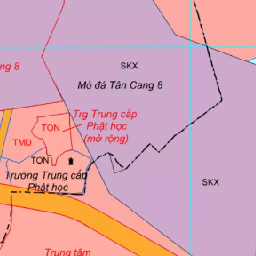 SKX
ng 8
Mỏ đá Tân Cang 6
Trg Trung cấp
Phật học
(mở rộng)
TON
TMD
TON
Trường Trung cấp
Phật học
SKX
Trung tâm